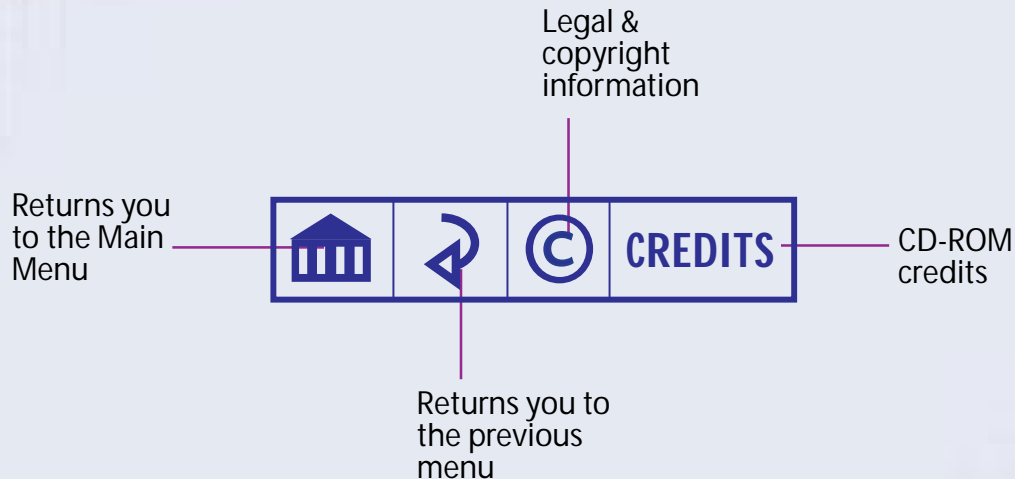 Legal &
copyright
information
Returns you
to the Main
Menu
©
CREDITS
CD-ROM
credits
Returns you to
the previous
menu